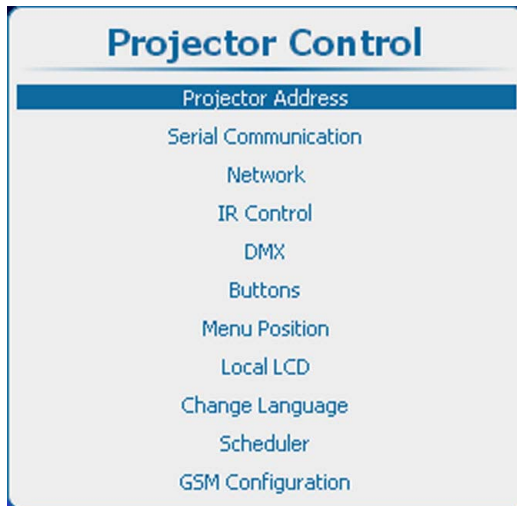 Projector Control
Projector Address
Serial Communication
Network
IR Control
DMX
Buttons
Menu Position
Local LCD
Change Language
Scheduler
GSM Configuration